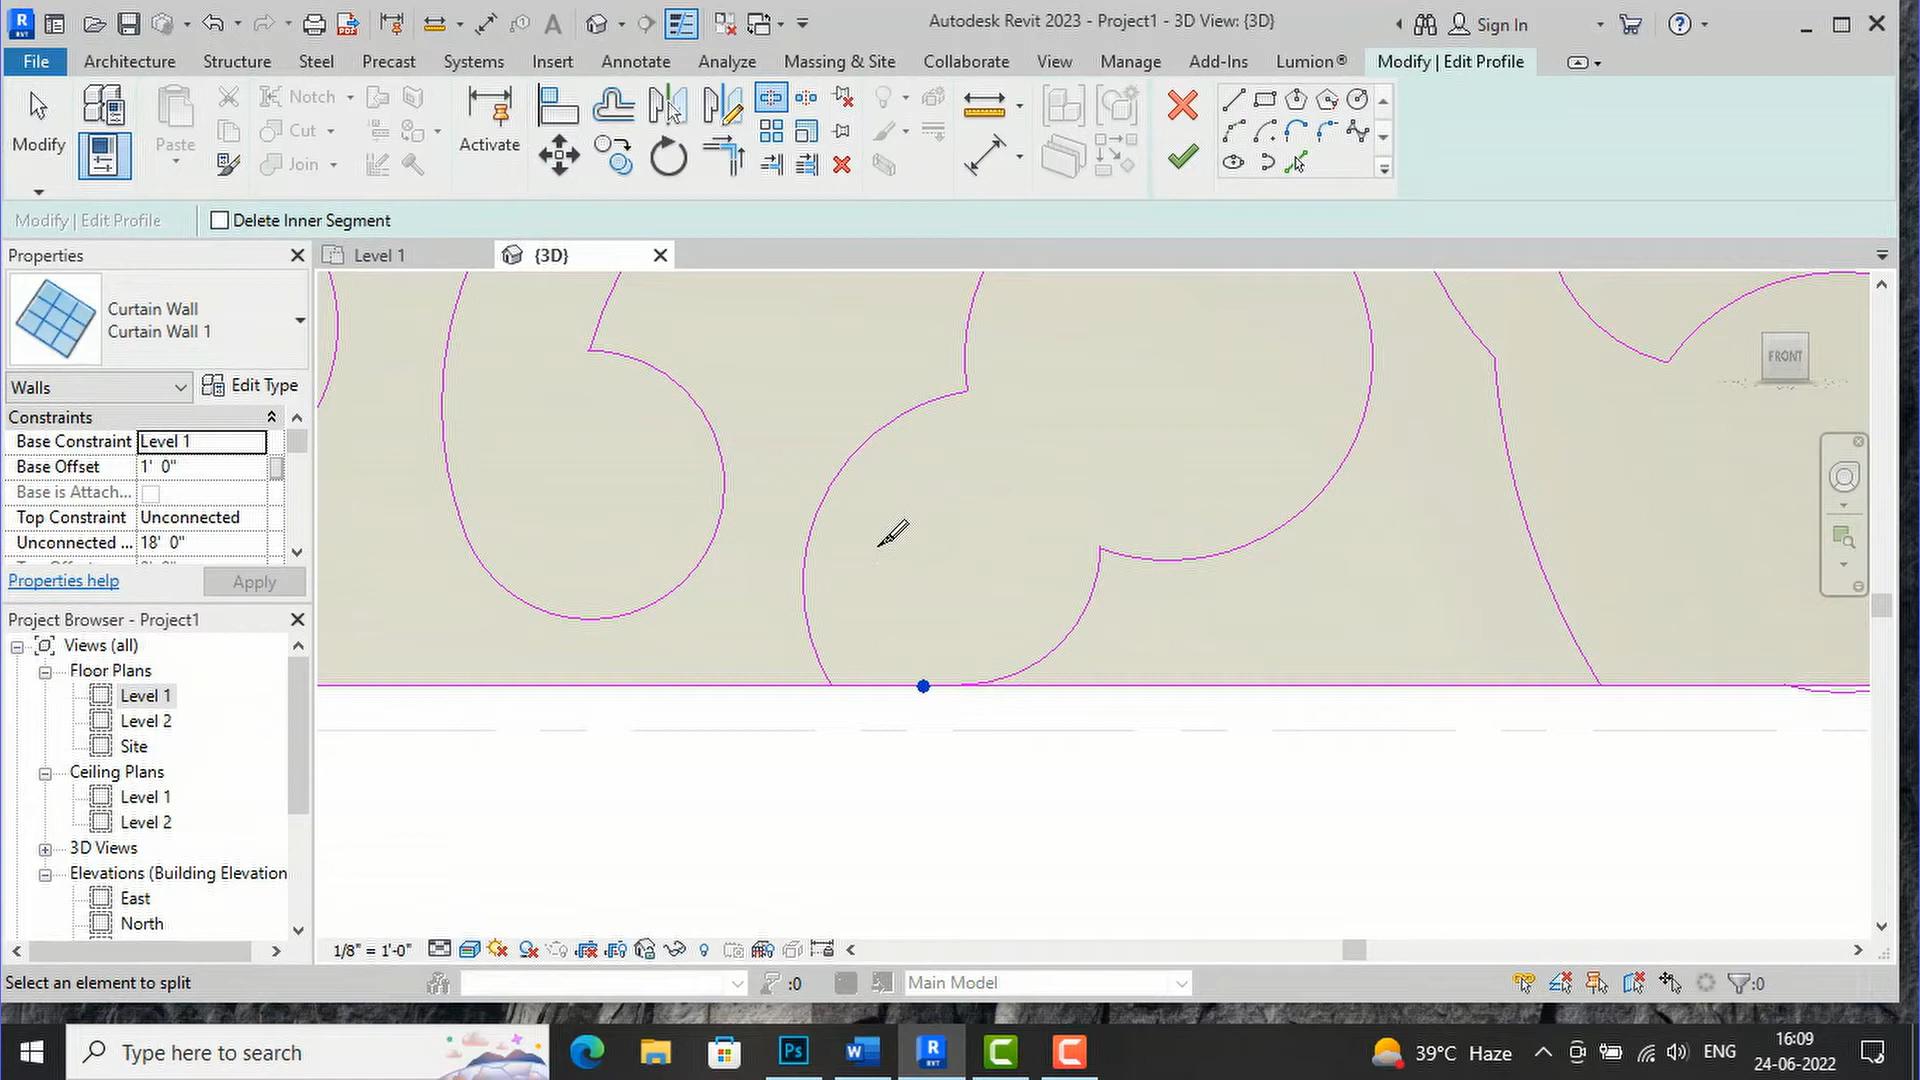 R
RVT
A
Autodesk Revit 2023 - Project1 - 3D View: {3D}
Sign In
File
Architecture
Structure
Steel
Precast
Systems
Insert
Annotate
Analyze
Massing & Site
Collaborate
View
Manage
Add-Ins
Lumion®
Modify | Edit Profile
Modify
Paste
Notch
Cut
Join
Activate
Modify | Edit Profile
Delete Inner Segment
Properties
Level 1
{3D}
Curtain Wall
Curtain Wall 1
Walls
Edit Type
Constraints
Base Constraint Level 1
Base Offset 1' 0"
Base is Attach...
Top Constraint Unconnected
Unconnected ... 18' 0"
Properties help
Apply
FRONT
Project Browser - Project1
Views (all)
Floor Plans
Level 1
Level 2
Site
Ceiling Plans
Level 1
Level 2
3D Views
Elevations (Building Elevation
East
North
1/8" = 1'-0"
Select an element to split
:0
Main Model
:0
Type here to search
Ps
W
R
RVT
C
C
39°C Haze
ENG
16:09
24-06-2022